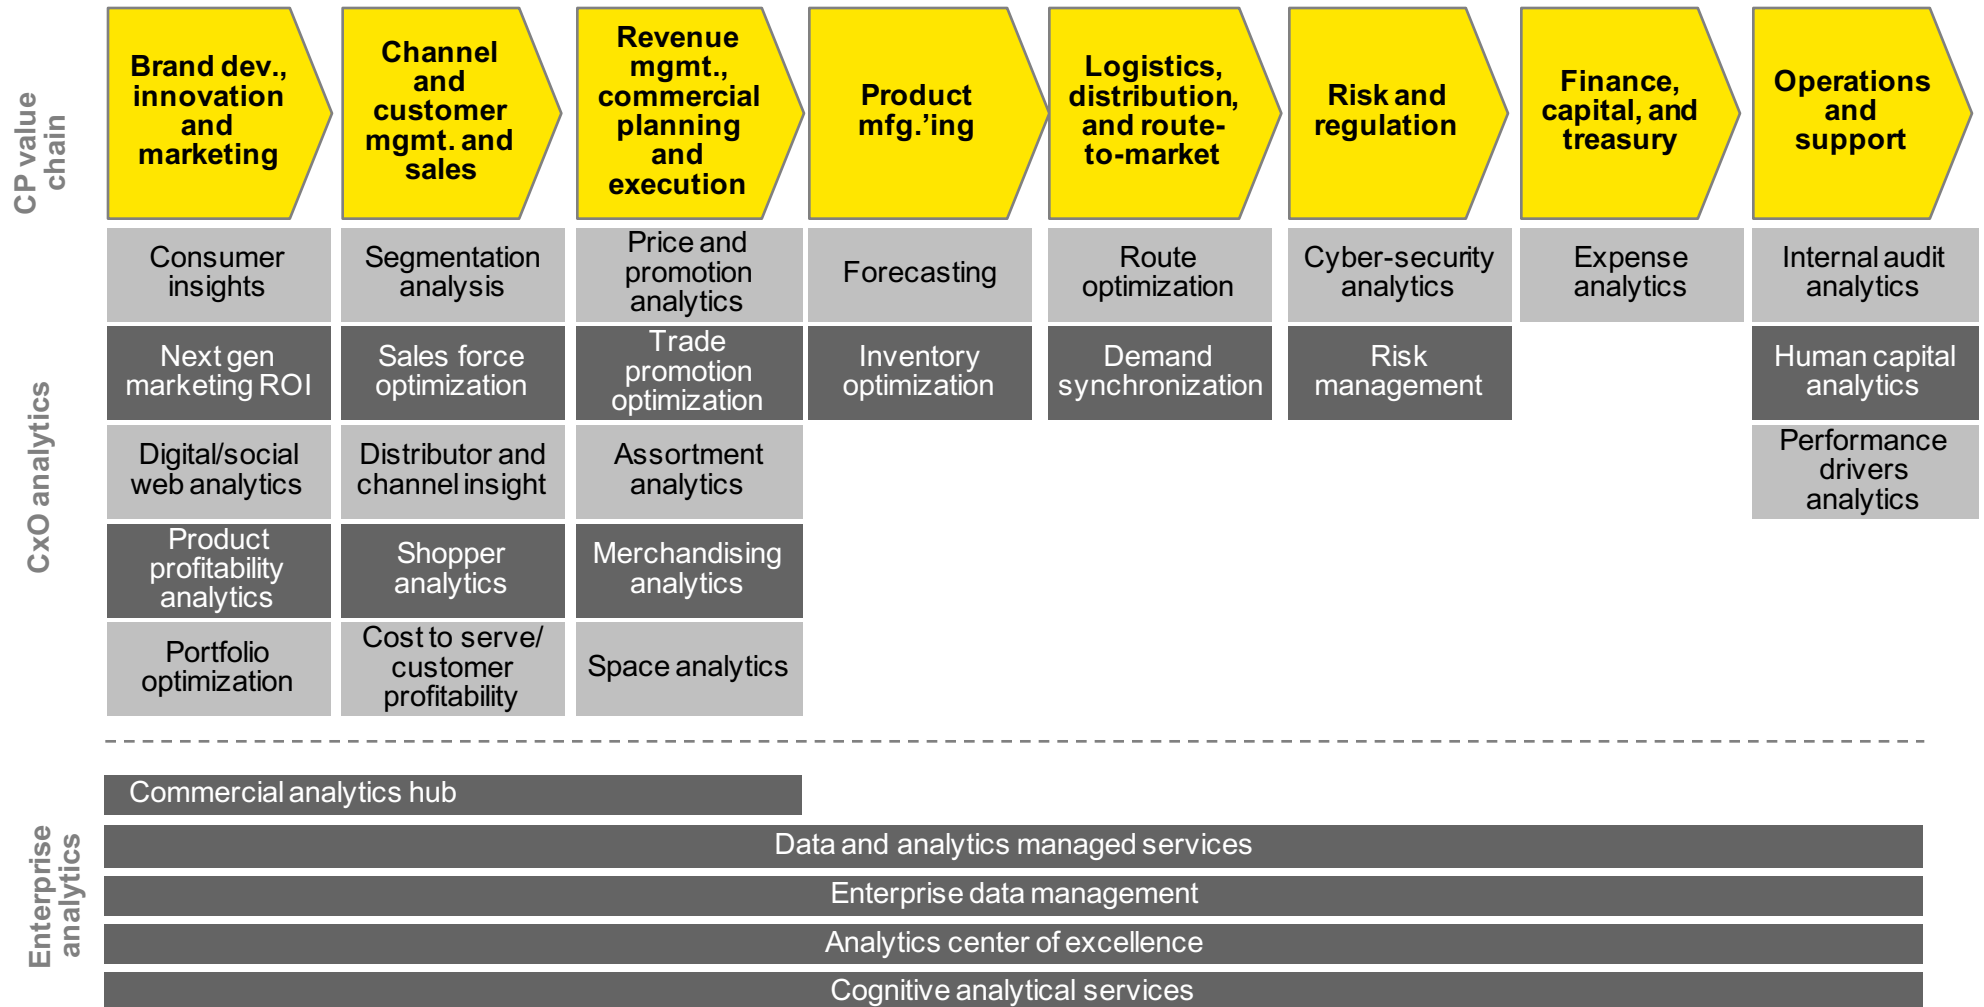 CP value
chain
Brand dev.,
innovation
and
marketing
Channel
and
customer
mgmt. and
sales
Revenue
mgmt.,
commercial
planning
and
execution
Product
mfg.’ing
Logistics,
distribution,
and route-
to-market
Risk and
regulation
Finance,
capital, and
treasury
Operations
and
support
CxO analytics
Consumer
insights
Segmentation
analysis
Price and
promotion
analytics
Forecasting
Route
optimization
Cyber-security
analytics
Expense
analytics
Internal audit
analytics
Next gen
marketing ROI
Sales force
optimization
Trade
promotion
optimization
Inventory
optimization
Demand
synchronization
Risk
management
Human capital
analytics
Digital/social
web analytics
Distributor and
channel insight
Assortment
analytics
Performance
drivers
analytics
Product
profitability
analytics
Shopper
analytics
Merchandising
analytics
Portfolio
optimization
Cost to serve/
customer
profitability
Space analytics
Enterprise
analytics
Commercial analytics hub
Data and analytics managed services
Enterprise data management
Analytics center of excellence
Cognitive analytical services